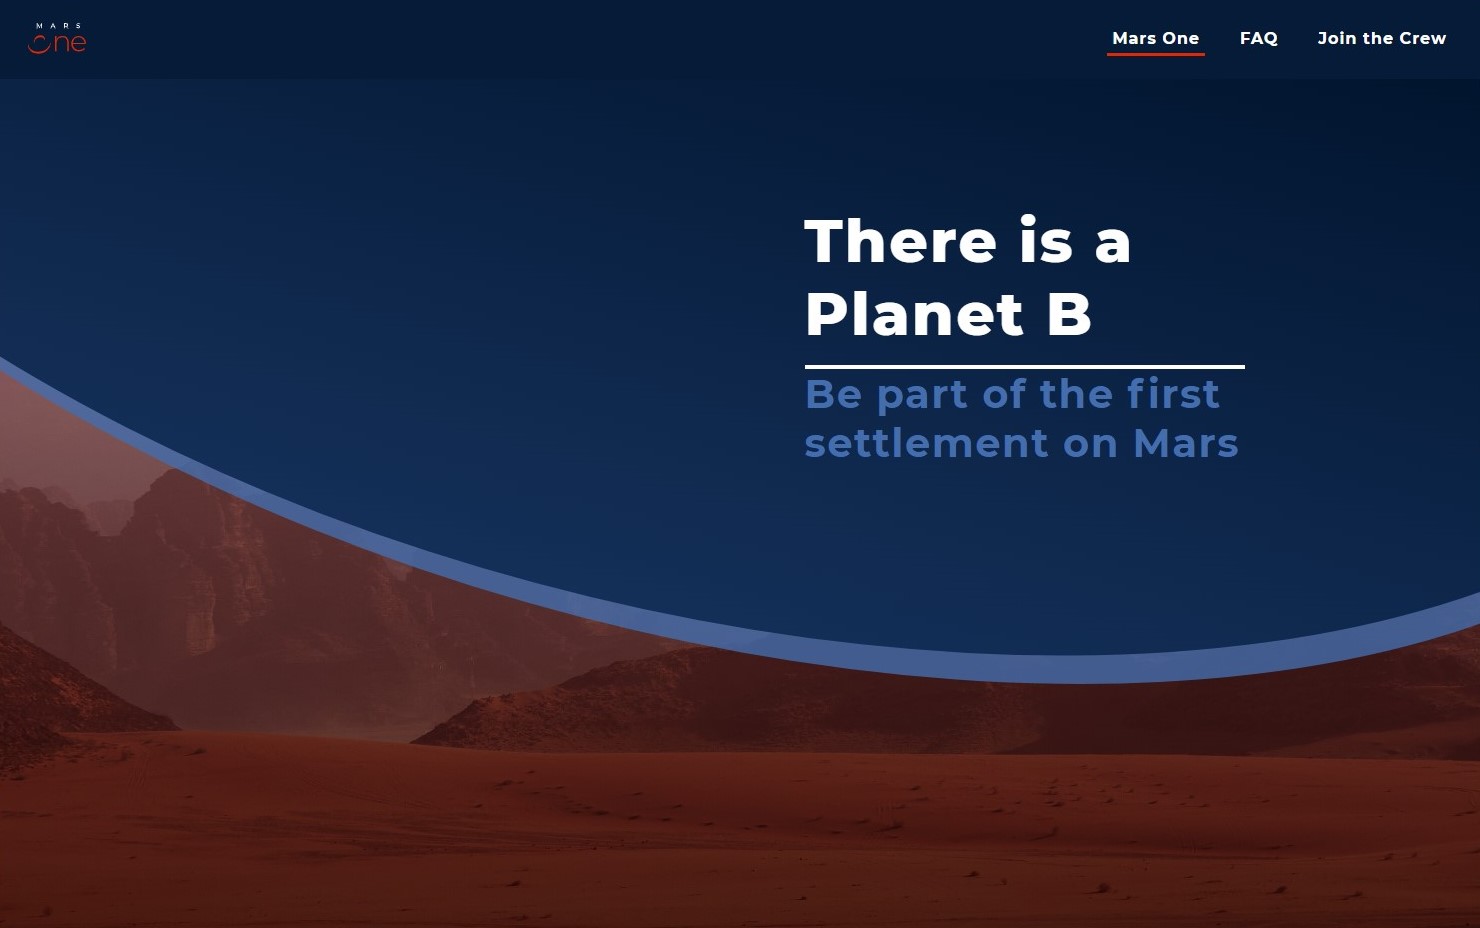 MARS
One
Mars One
FAQ
Join the Crew
There is a
Planet B
Be part of the first
settlement on Mars